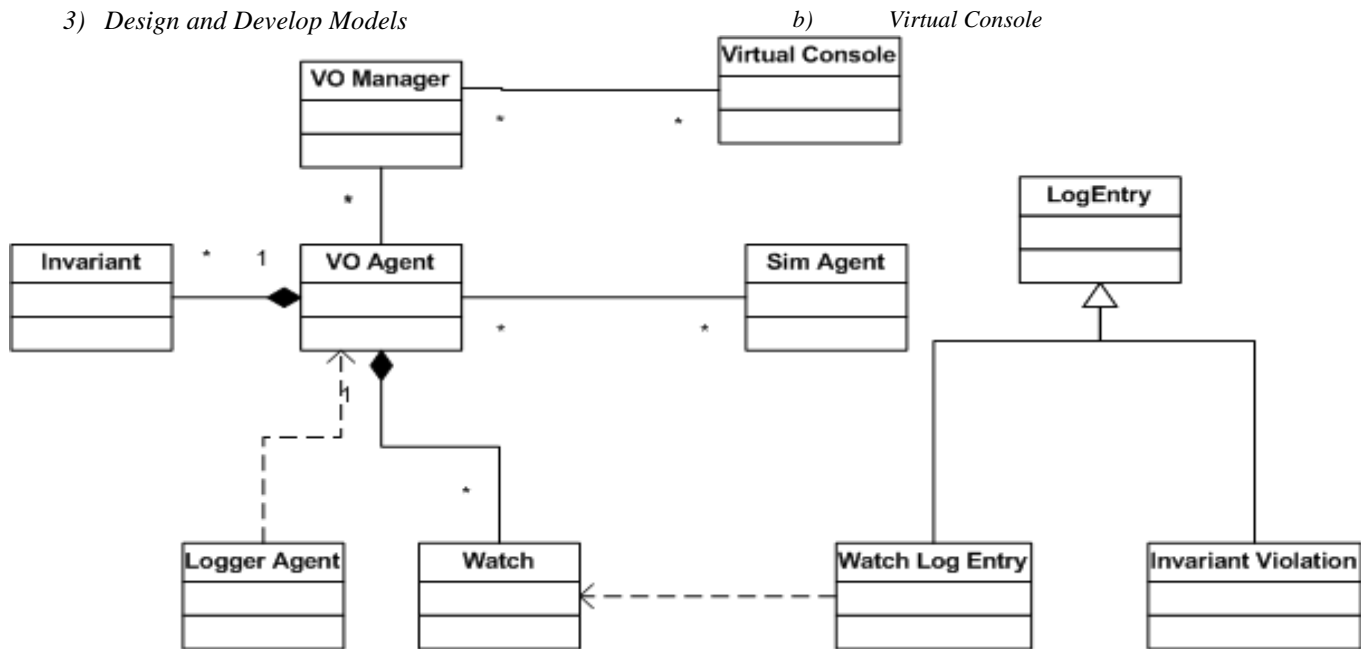 3) Design and Develop Models
b) Virtual Console
Virtual Console
VO Manager
*
*
*
LogEntry
*
1
Invariant
VO Agent
Sim Agent
*
*
1
*
Logger Agent
Watch
Watch Log Entry
Invariant Violation